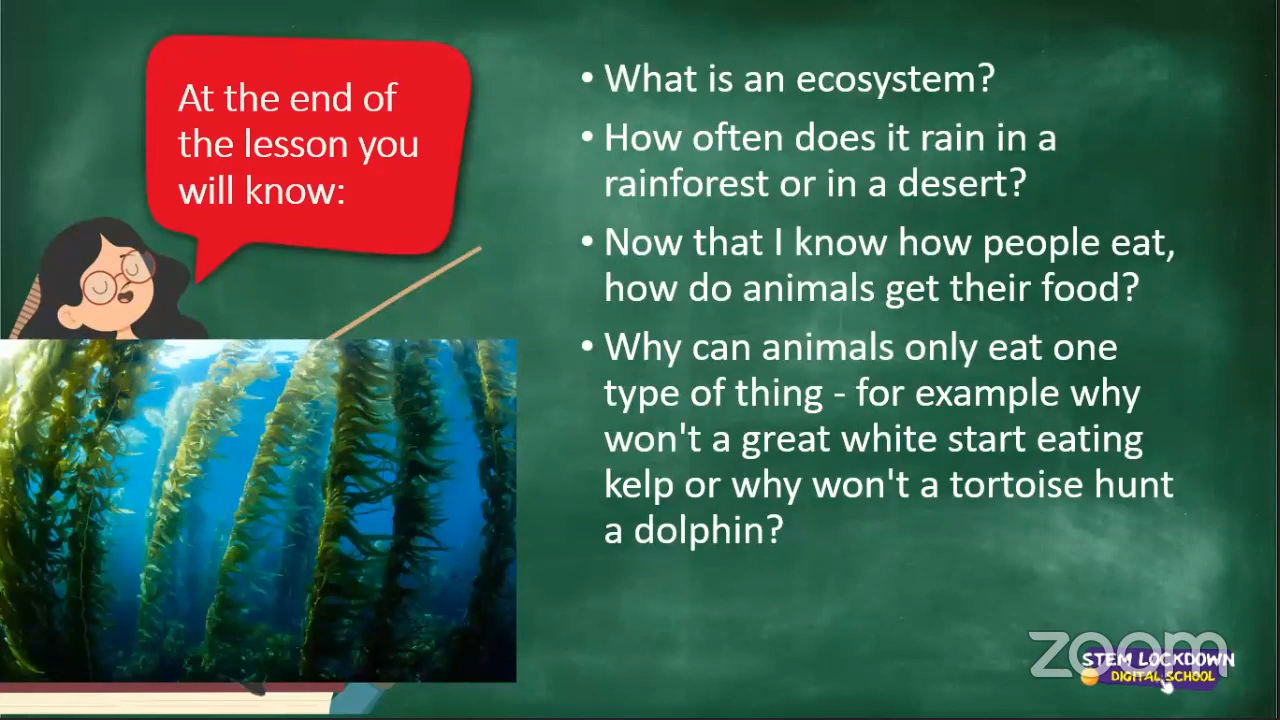 At the end of
the lesson you
will know:
• What is an ecosystem?
• How often does it rain in a
rainforest or in a desert?
• Now that I know how people eat,
how do animals get their food?
• Why can animals only eat one
type of thing - for example why
won't a great white start eating
kelp or why won't a tortoise hunt
a dolphin?
zoom
STEM LOCKDOWN
DIGITAL SCHOOL